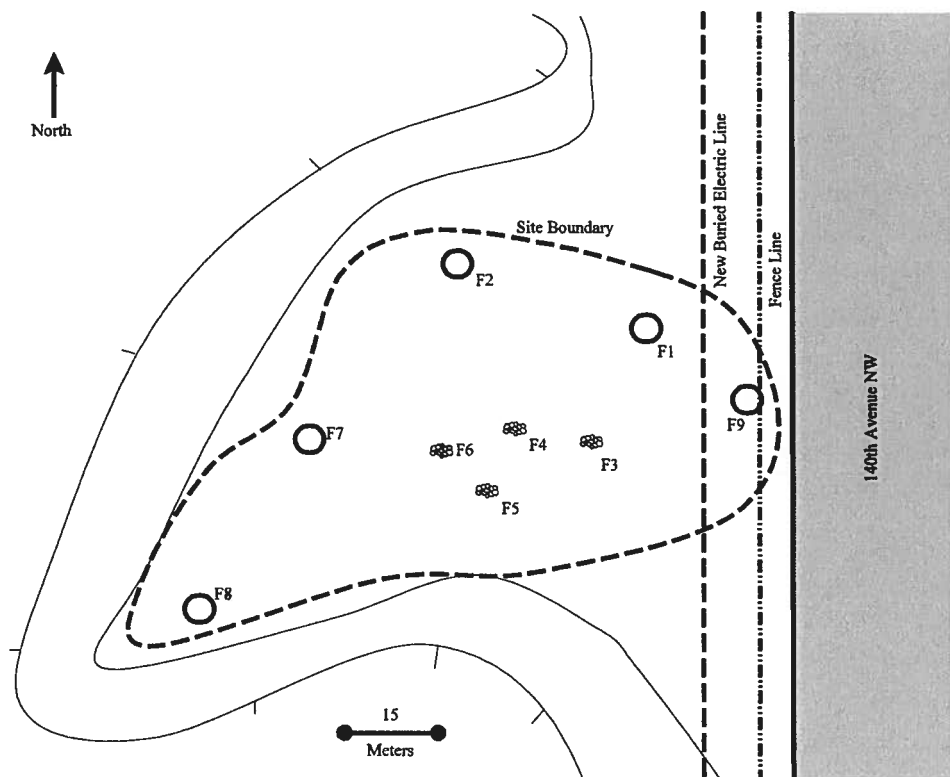 North
Site Boundary
New Buried Electric Line
Fence Line
140th Avenue NW
F2
F1
F9
F7
F6
F4
F3
F5
F8
15
Meters